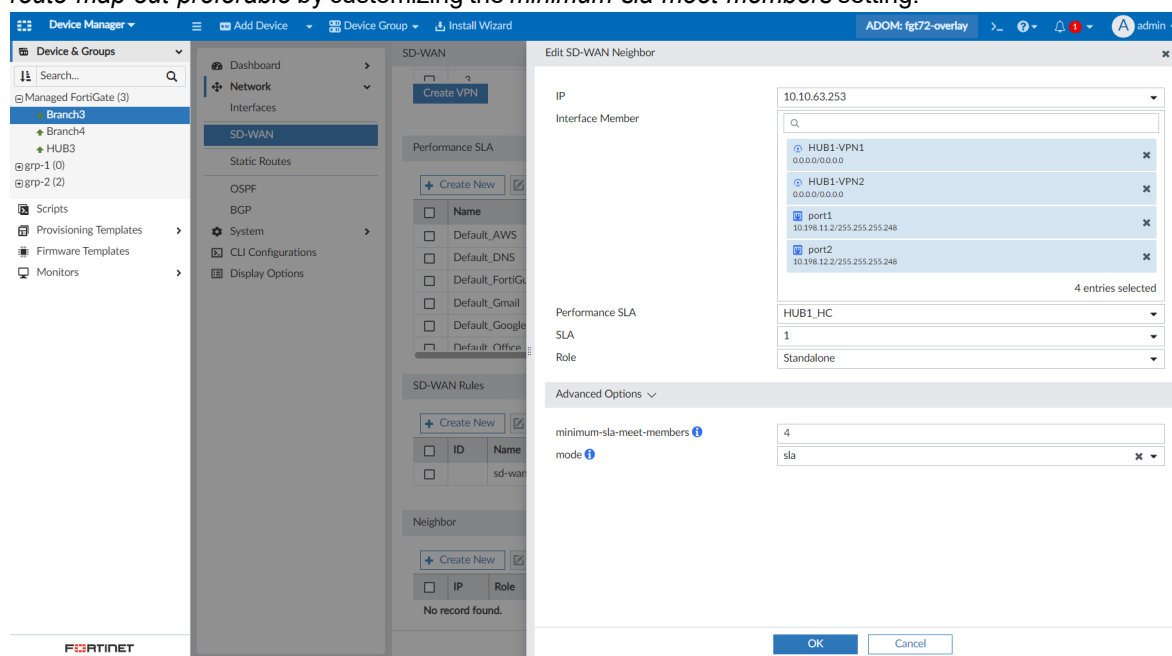 route-map-out-preferable by customizing the minimum-sla-meet-members setting.
Device Manager
Add Device
Device Group
Install Wizard
ADOM: fgt72-overlay
1
A
admin
Device & Groups
Search...
Managed FortiGate (3)
Branch3
Branch4
HUB3
grp-1 (0)
grp-2 (2)
Scripts
Provisioning Templates
Firmware Templates
Monitors
FORTINET
Dashboard
Network
Interfaces
SD-WAN
Static Routes
OSPF
BGP
System
CLI Configurations
Display Options
SD-WAN
3
Create VPN
Performance SLA
Create New
Name
Default_AWS
Default_DNS
Default_FortiGu
Default_Gmail
Default_Google
Default_Office
SD-WAN Rules
Create New
ID Name
sd-wan
Neighbor
Create New
IP Role
No record found.
Edit SD-WAN Neighbor
IP 10.10.63.253
Interface Member
HUB1-VPN1
0.0.0.0/0.0.0.0
HUB1-VPN2
0.0.0.0/0.0.0.0
port1
10.198.11.2/255.255.255.248
port2
10.198.12.2/255.255.255.248
4 entries selected
Performance SLA HUB1_HC
SLA 1
Role Standalone
Advanced Options
minimum-sla-meet-members 4
mode sla
OK Cancel